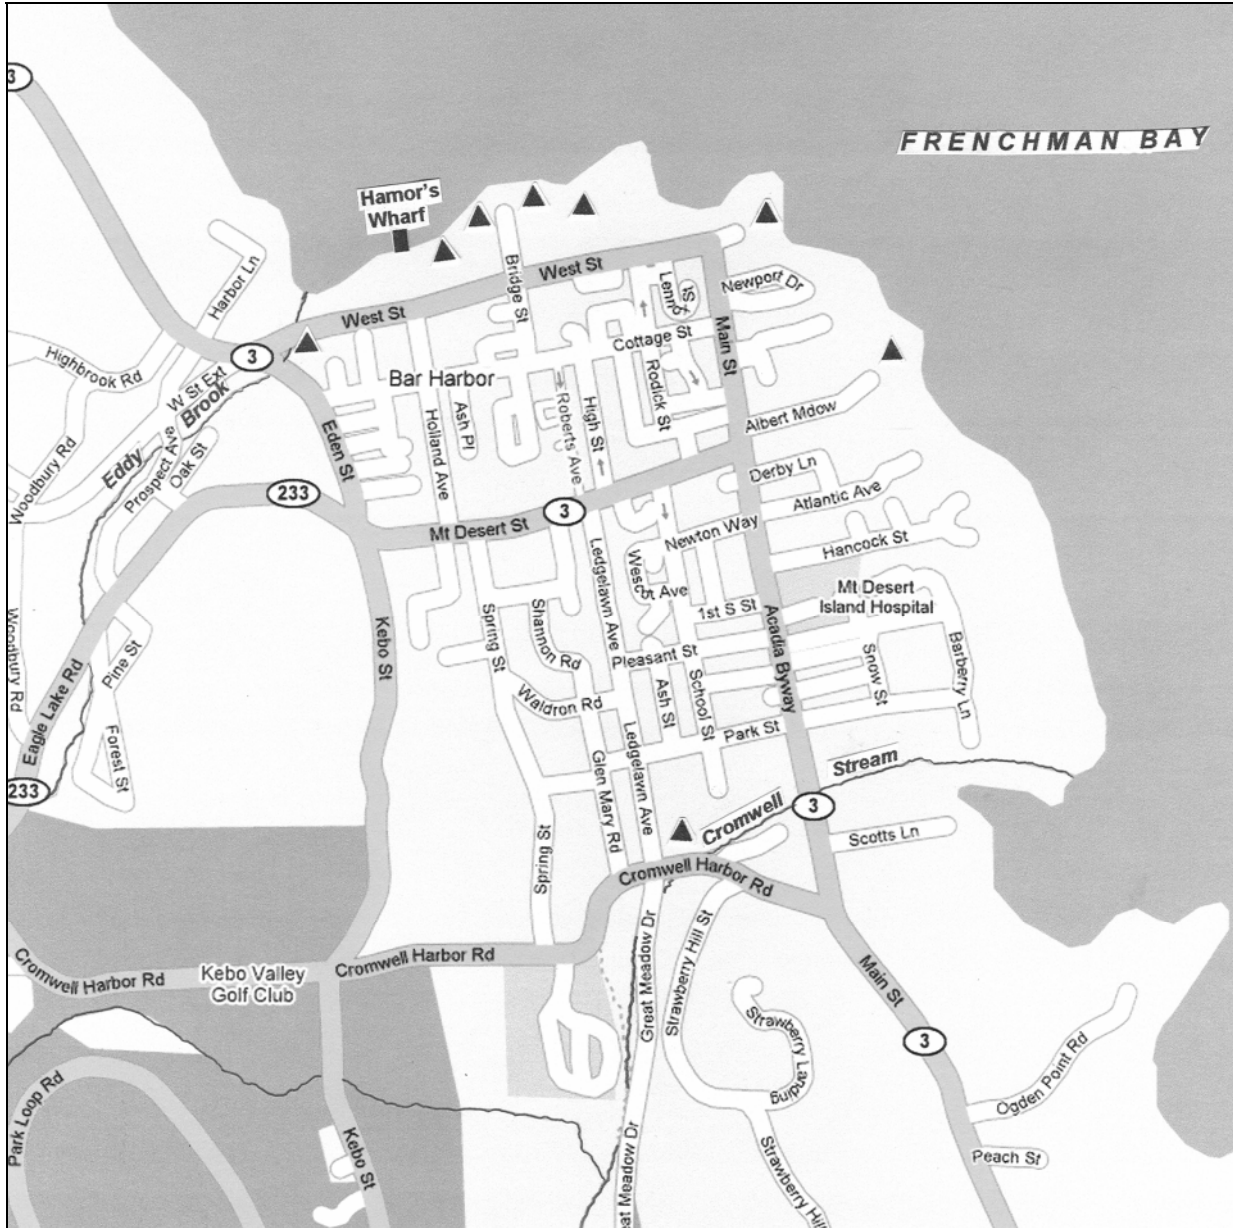 3
FRENCHMAN BAY
Hamor's
Wharf
Harbor Ln
Bridge St
West St
Lennox
St
Newport Dr
West St
Main St
Cottage St
Highbrook Rd
3
W St Ext
Bar Harbor
Rodick St
Eddy
Brook
Eden St
Holland Ave
Ash Pl
Roberts Ave
High St
Albert Mdow
Woodbury Rd
Prospect Ave
Oak St
233
Derby Ln
Atlantic Ave
3
Mt Desert St
Newton Way
Hancock St
Ledgelawn Ave
Wesc
ot Ave
Mt Desert
Island Hospital
1st S St
Acadia Byway
Woodbury Rd
Pine St
Kebo St
Spring St
Shannon Rd
Pleasant St
Snow St
Barberry Ln
Waldron Rd
Ash St
School St
Eagle Lake Rd
Forest St
Park St
Ledgelawn Ave
Glen Mary Rd
233
Stream
Cromwell
3
Scotts Ln
Spring St
Cromwell Harbor Rd
Cromwell Harbor Rd
Kebo Valley
Golf Club
Cromwell Harbor Rd
Great Meadow Dr
Strawberry Hill St
Main St
Strawberry Landing
3
Ogden Point Rd
Park Loop Rd
Kebo St
eat Meadow Dr
Strawberry Hill
Peach St